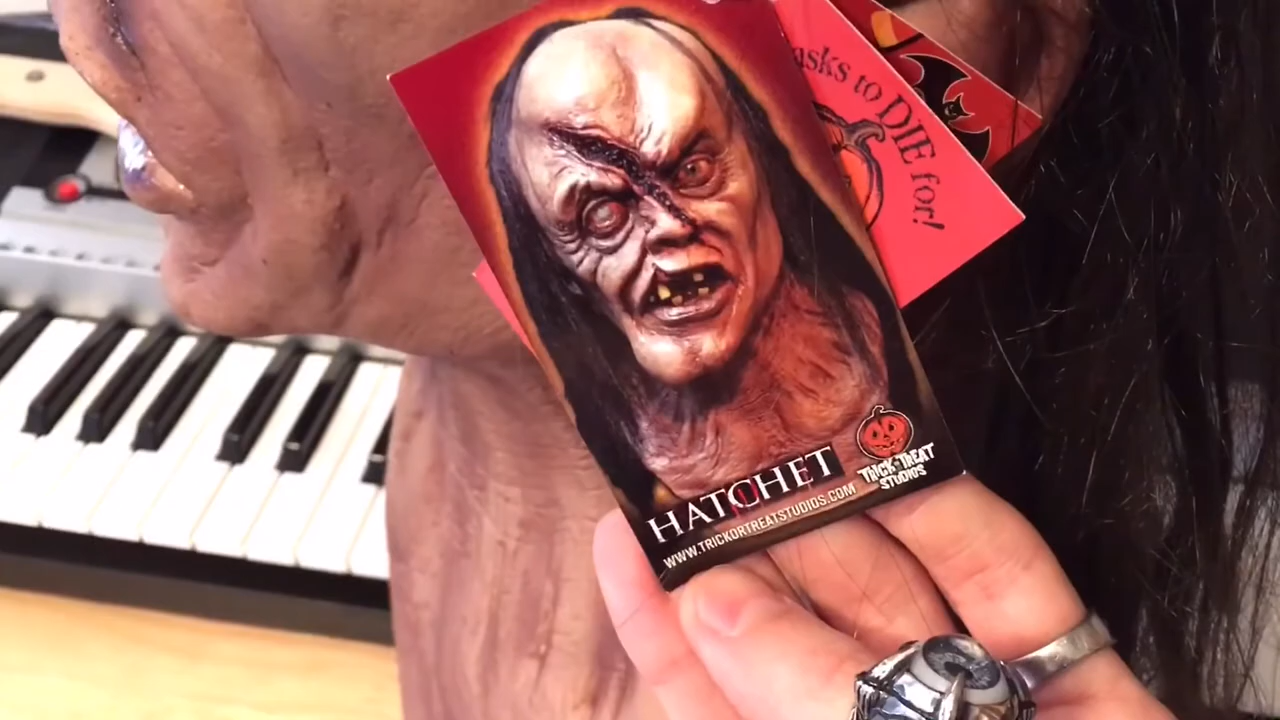 asks to DIE for!
HATCHET
WWW.TRICKORTREATSTUDIOS.COM
TRICK OR TREAT
STUDIOS